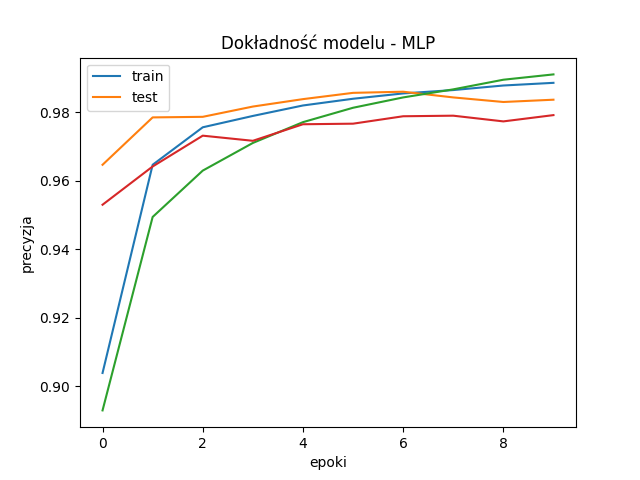 Dokładność modelu - MLP
train
test
0.98
0.96
0.94
0.92
0.90
precyzja
0 2 4 6 8
epoki